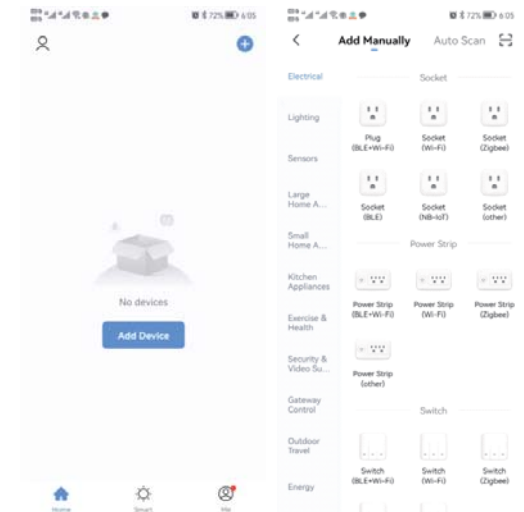 72% 6:05
No devices
Add Device
Home
Smart
Me
72% 6:05
Add Manually
Auto Scan
Electrical
Lighting
Sensors
Large
Home A...
Small
Home A...
Kitchen
Appliances
Exercise &
Health
Security &
Video Su...
Gateway
Control
Outdoor
Travel
Energy
Socket
Plug
(BLE+Wi-Fi)
Socket
(Wi-Fi)
Socket
(Zigbee)
Socket
(BLE)
Socket
(NB-IoT)
Socket
(other)
Power Strip
Power Strip
(BLE+Wi-Fi)
Power Strip
(Wi-Fi)
Power Strip
(Zigbee)
Power Strip
(other)
Switch
Switch
(BLE+Wi-Fi)
Switch
(Wi-Fi)
Switch
(Zigbee)